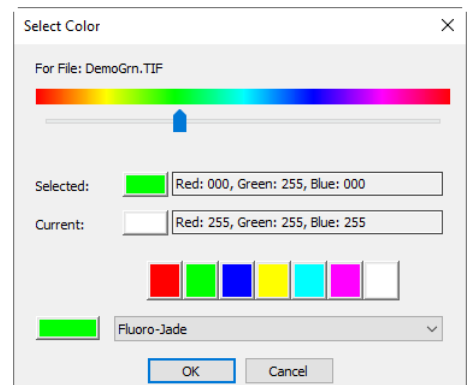 Select Color
For File: DemoGrn.TIF
Selected: Red: 000, Green: 255, Blue: 000
Current: Red: 255, Green: 255, Blue: 255
Fluoro-Jade
OK Cancel